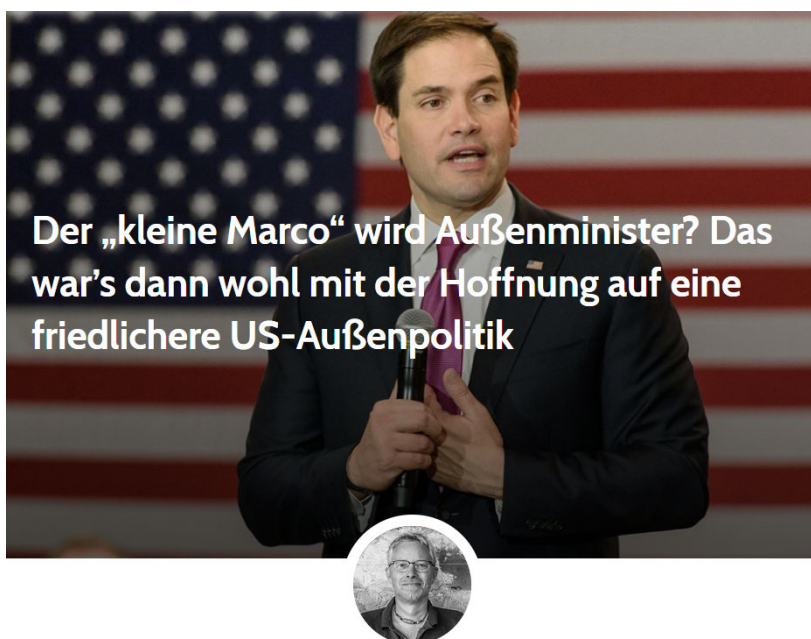 Der „kleine Marco“ wird Außenminister? Das
war’s dann wohl mit der Hoffnung auf eine
friedlichere US-Außenpolitik